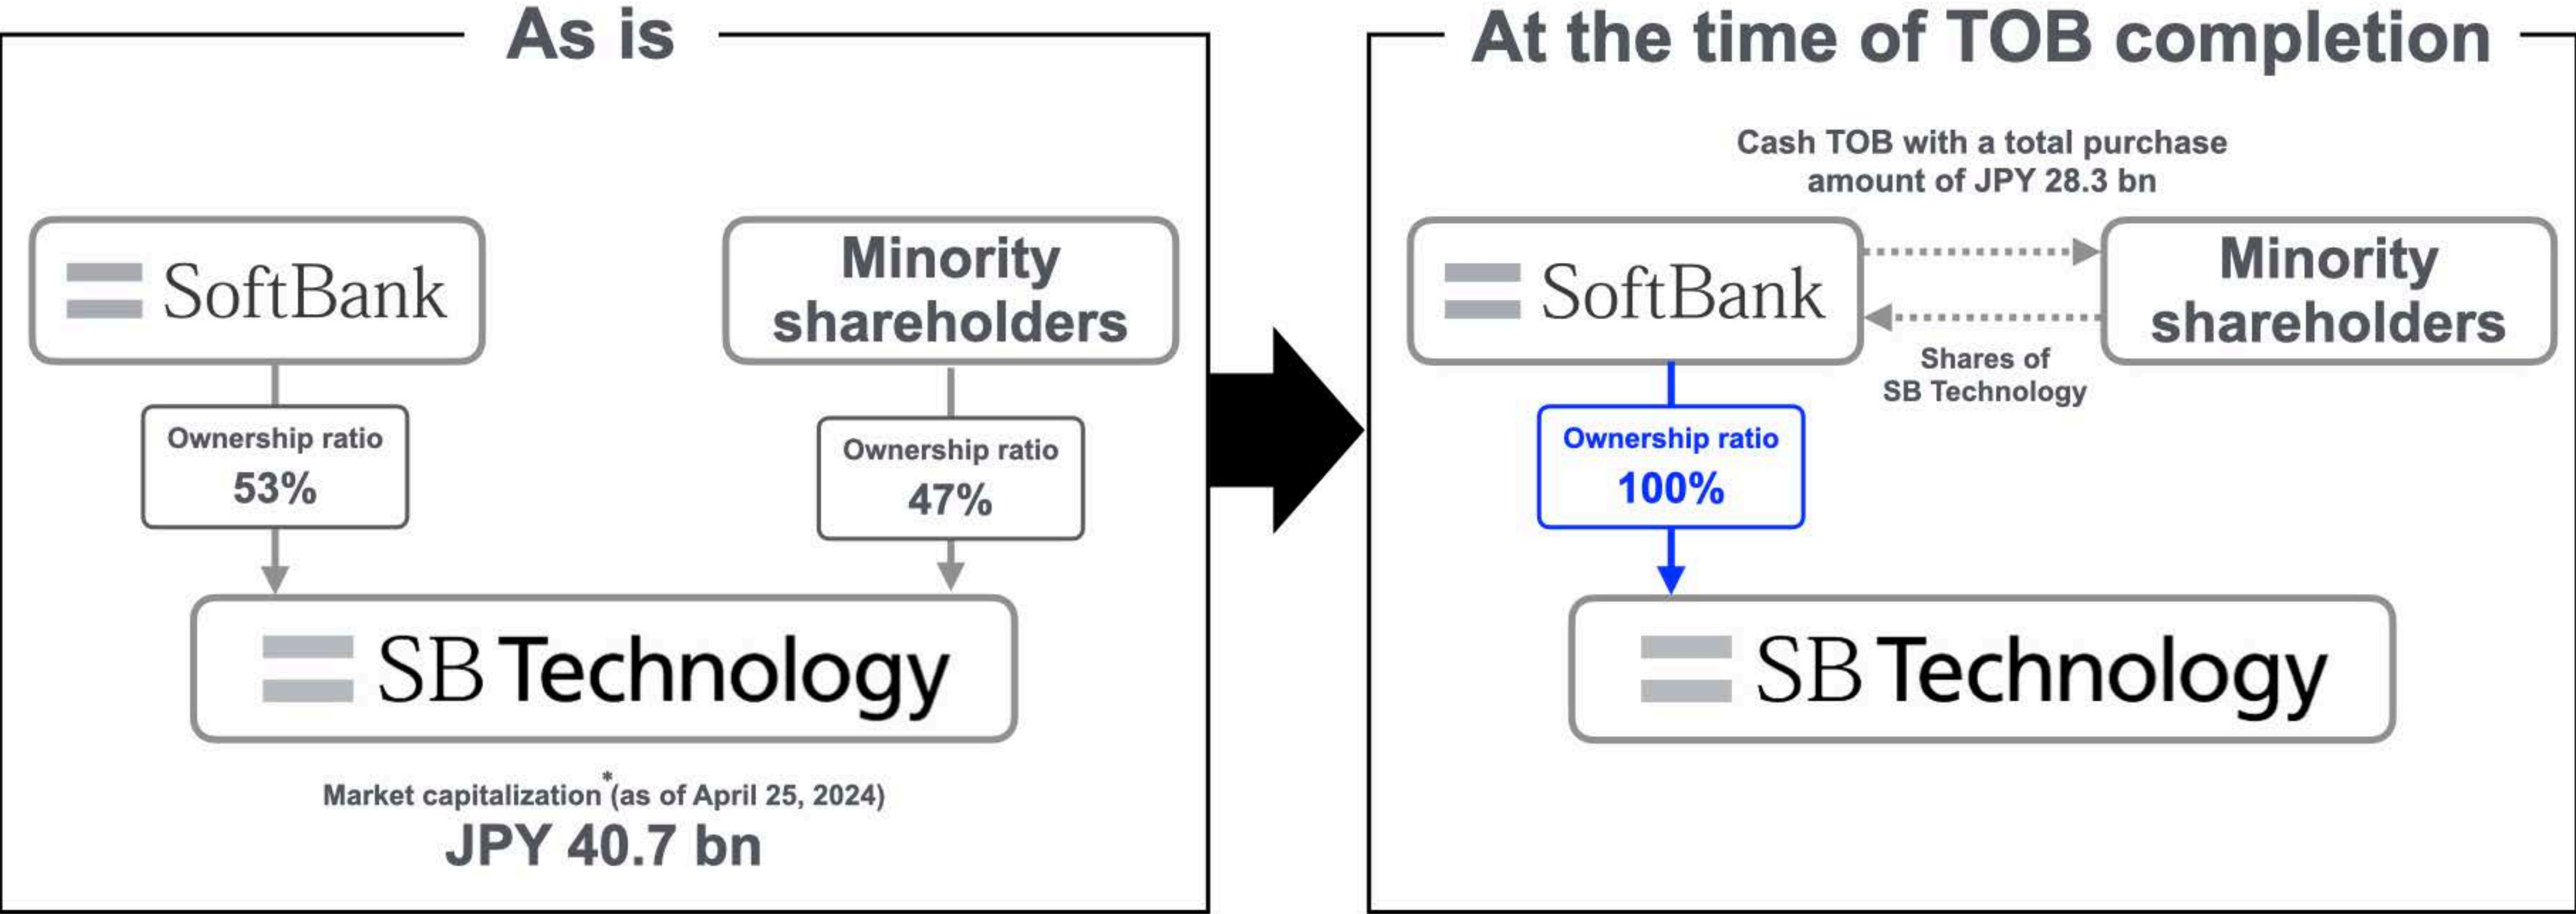 As is
SoftBank
Minority
shareholders
Ownership ratio
53%
Ownership ratio
47%
SB Technology
Market capitalization*(as of April 25, 2024)
JPY 40.7 bn
At the time of TOB completion
Cash TOB with a total purchase
amount of JPY 28.3 bn
SoftBank
Minority
shareholders
Shares of
SB Technology
Ownership ratio
100%
SB Technology